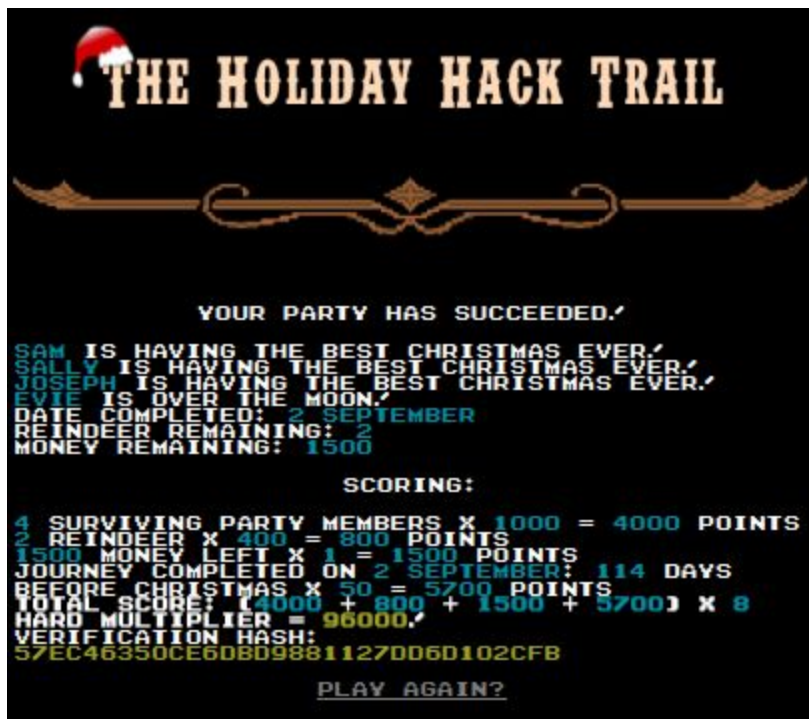 THE HOLIDAY HACK TRAIL
YOUR PARTY HAS SUCCEEDED!
SAM IS HAVING THE BEST CHRISTMAS EVER!
SALLY IS HAVING THE BEST CHRISTMAS EVER!
JOSEPH IS HAVING THE BEST CHRISTMAS EVER!
EVIE IS OVER THE MOON!
DATE COMPLETED: 2 SEPTEMBER
REINDEER REMAINING: 2
MONEY REMAINING: 1500
SCORING:
4 SURVIVING PARTY MEMBERS X 1000 = 4000 POINTS
2 REINDEER X 400 = 800 POINTS
1500 MONEY LEFT X 1 = 1500 POINTS
JOURNEY COMPLETED ON 2 SEPTEMBER: 114 DAYS
BEFORE CHRISTMAS X 50 = 5700 POINTS
TOTAL SCORE: (4000 + 800 + 1500 + 5700) X 8
HARD MULTIPLIER = 96000!
VERIFICATION HASH:
57EC46350CE6DBD9881127DD6D102CFB
PLAY AGAIN?